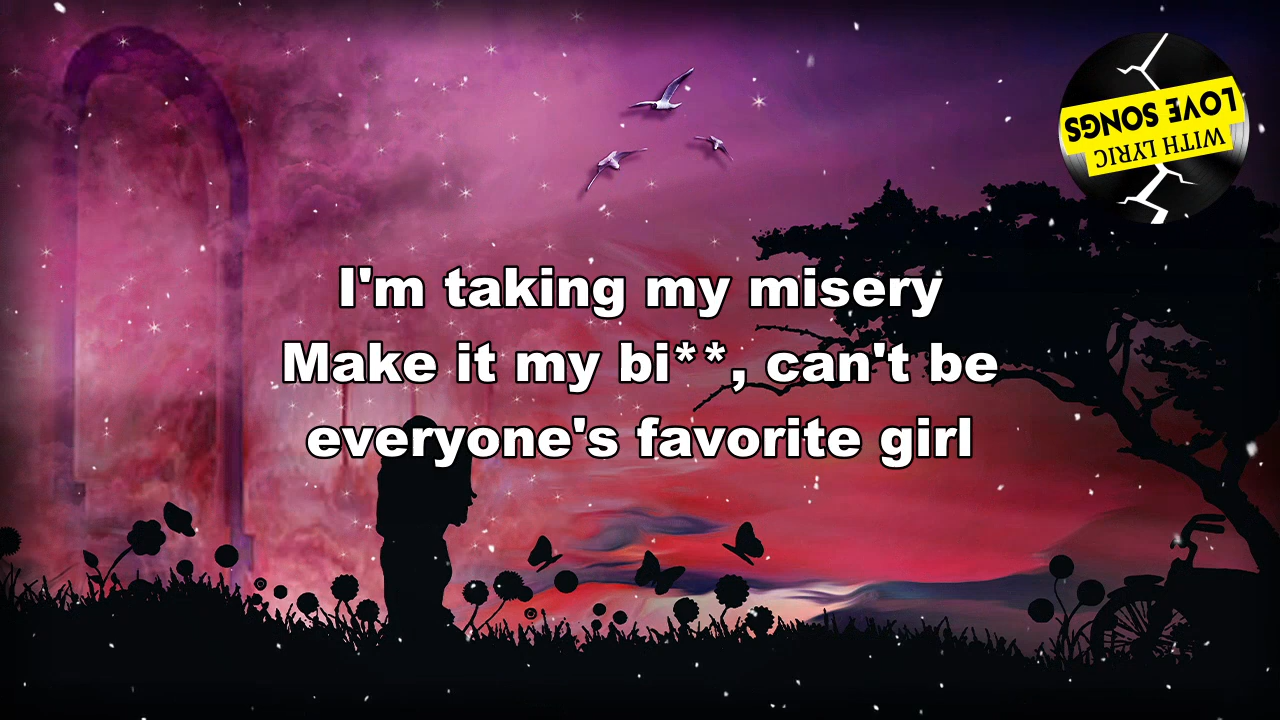 LOVE SONGS
WITH LYRIC
I'm taking my misery
Make it my bi**, can't be
everyone's favorite girl